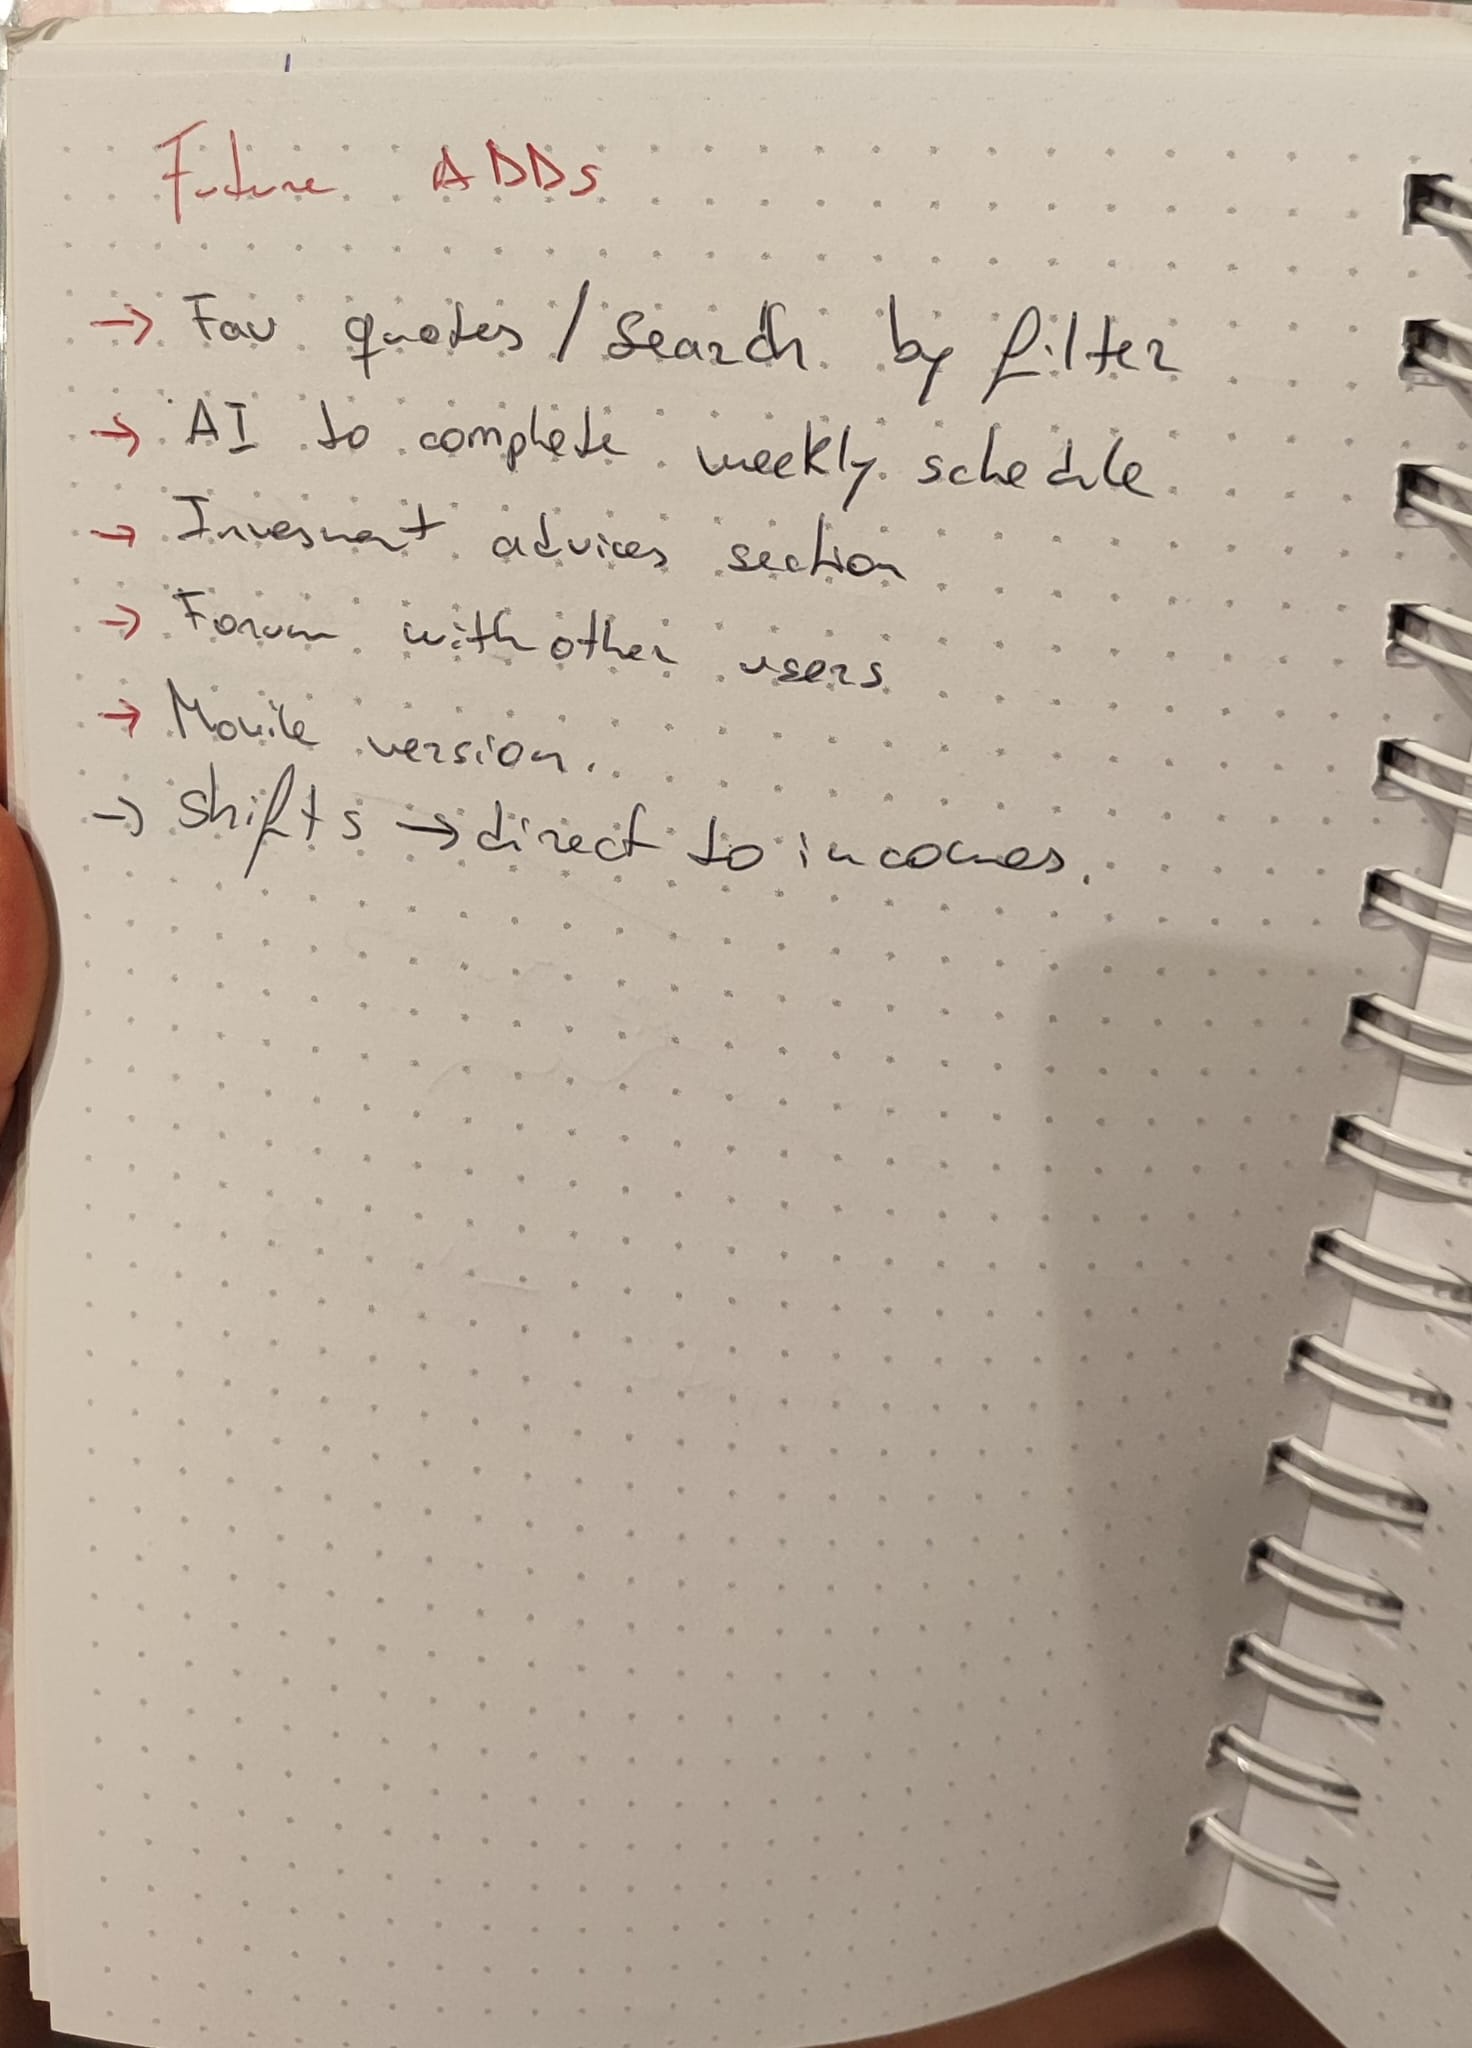 Future ADDs
→ Fav quotes / Search by filter
→ AI to complete weekly schedule
→ Invesment advices section
→ Forum with other users
→ Movile version.
→ Shifts → direct to incomes.